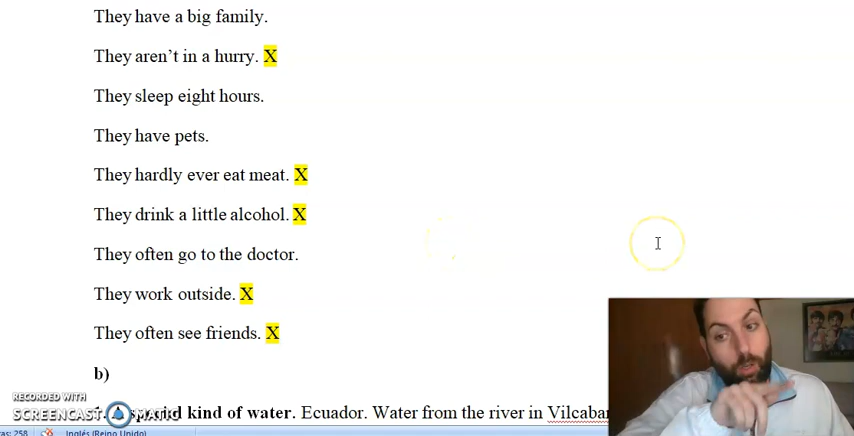 They have a big family.
They aren't in a hurry. X
They sleep eight hours.
They have pets.
They hardly ever eat meat. X
They drink a little alcohol. X
They often go to the doctor.
They work outside. X
They often see friends. X
b)
kind of water. Ecuador. Water from the river in
RECORDED WITH
SCREENCAST MATIC
258 Inglés (Reino Unido)